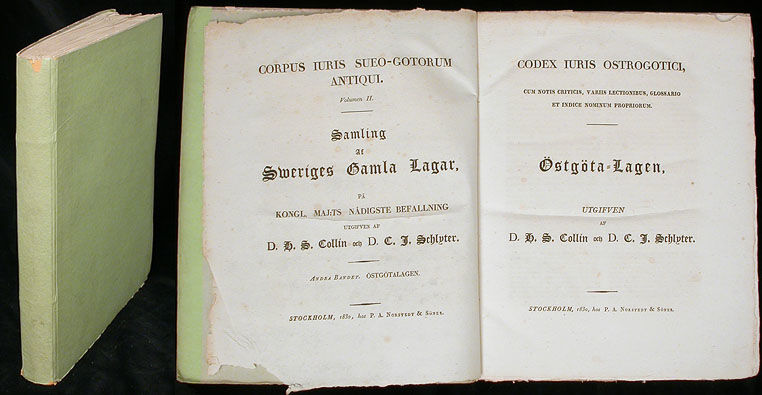 CORPUS IURIS SUEO-GOTORUM
ANTIQUI.
Volumen II.
Samling
Af
Sweriges Gamla Lagar,
PÅ
KONGL. MAJ:TS NÅDIGSTE BEFALLNING
UTGIFVEN AF
D. H. S. Collin och D. C. J. Schlyter.
ANDRA BANDET. ÖSTGÖTALAGEN.
STOCKHOLM, 1830, hos P. A. NORSTEDT & SÖNER.
CODEX IURIS OSTROGOTICI,
CUM NOTIS CRITICIS, VARIIS LECTIONIBUS, GLOSSARIO
ET INDICE NOMINUM PROPRIORUM.
Östgöta-Lagen,
UTGIFVEN
AF
D. H. S. Collin och D. C. J. Schlyter.
STOCKHOLM, 1830, hos P. A. NORSTEDT & SÖNER.